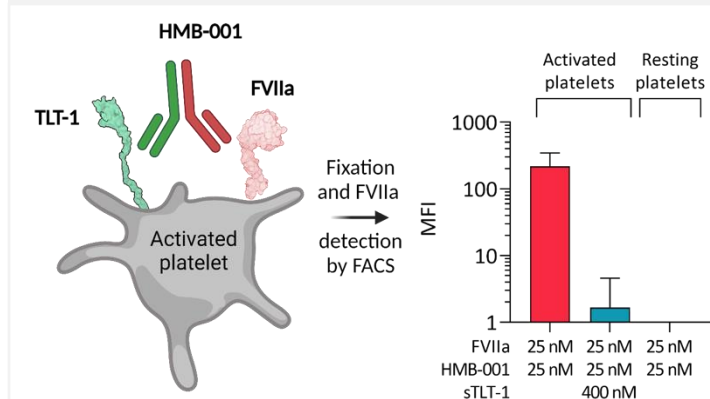 HMB-001
TLT-1
FVIIa
Activated
platelet
Fixation
and FVIIa
detection
by FACS
Activated
platelets
Resting
platelets
MFI
1000
100
10
1
FVIIa 25 nM 25 nM 25 nM
HMB-001 25 nM 25 nM 25 nM
sTLT-1 400 nM